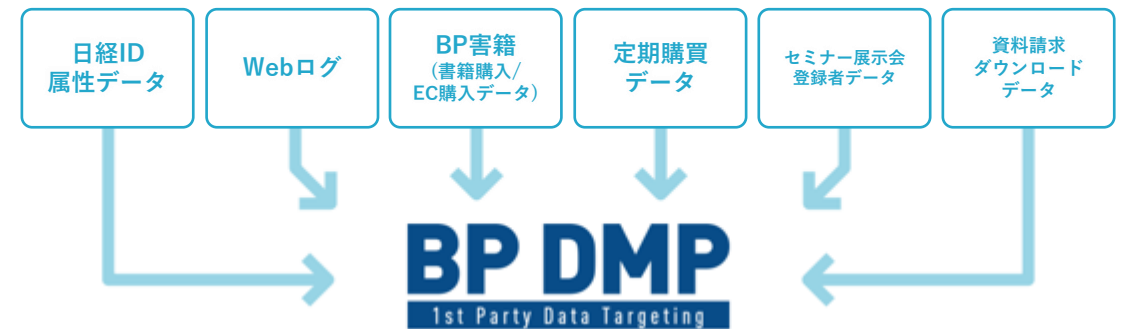 日経ID
属性データ
Webログ
BP害籍
(書籍購入/
EC購入データ)
定期購買
データ
セミナー展示会
登録者データ
資料請求
ダウンロード
データ
BP DMP
1st Party Data Targeting